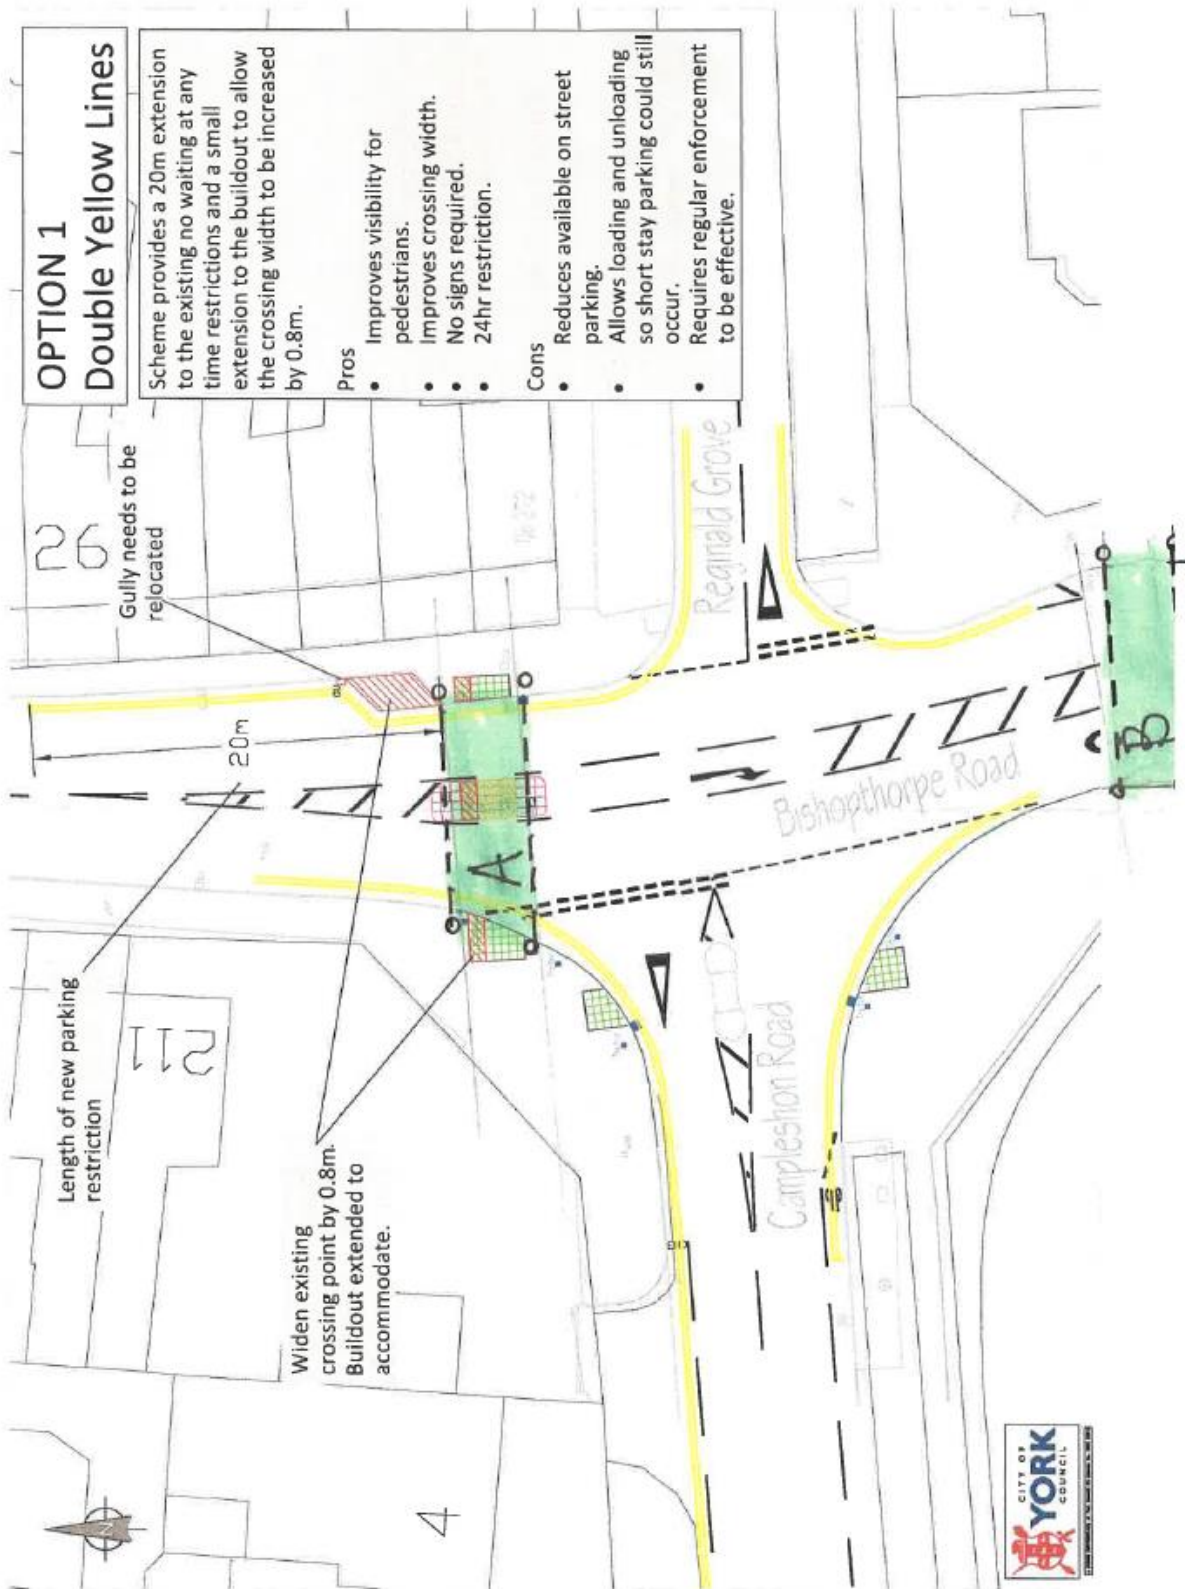 OPTION 1
Double Yellow Lines
Scheme provides a 20m extension
to the existing no waiting at any
time restrictions and a small
extension to the buildout to allow
the crossing width to be increased
by 0.8m.
Pros
• Improves visibility for
pedestrians.
• Improves crossing width.
• No signs required.
• 24hr restriction.
Cons
• Reduces available on street
parking.
• Allows loading and unloading
so short stay parking could still
occur.
• Requires regular enforcement
to be effective.
26
Gully needs to be
relocated
20m
Length of new parking
restriction
211
Widen existing
crossing point by 0.8m.
Buildout extended to
accommodate.
4
N
A
B
Reginald Grove
Bishopthorpe Road
Campleshon Road
CITY OF
YORK
COUNCIL